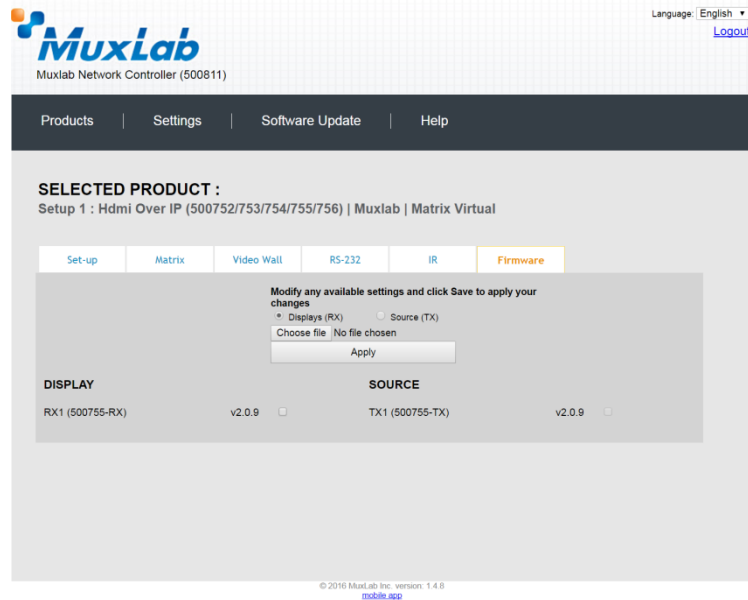 Language: English
Logout
MuxLab
Muxlab Network Controller (500811)
Products | Settings | Software Update | Help
SELECTED PRODUCT :
Setup 1 : Hdmi Over IP (500752/753/754/755/756) | Muxlab | Matrix Virtual
Set-up Matrix Video Wall RS-232 IR Firmware
Modify any available settings and click Save to apply your
changes
Displays (RX) Source (TX)
Choose file No file chosen
Apply
DISPLAY SOURCE
RX1 (500755-RX) v2.0.9 TX1 (500755-TX) v2.0.9
© 2016 MuxLab Inc. version: 1.4.8
mobile app